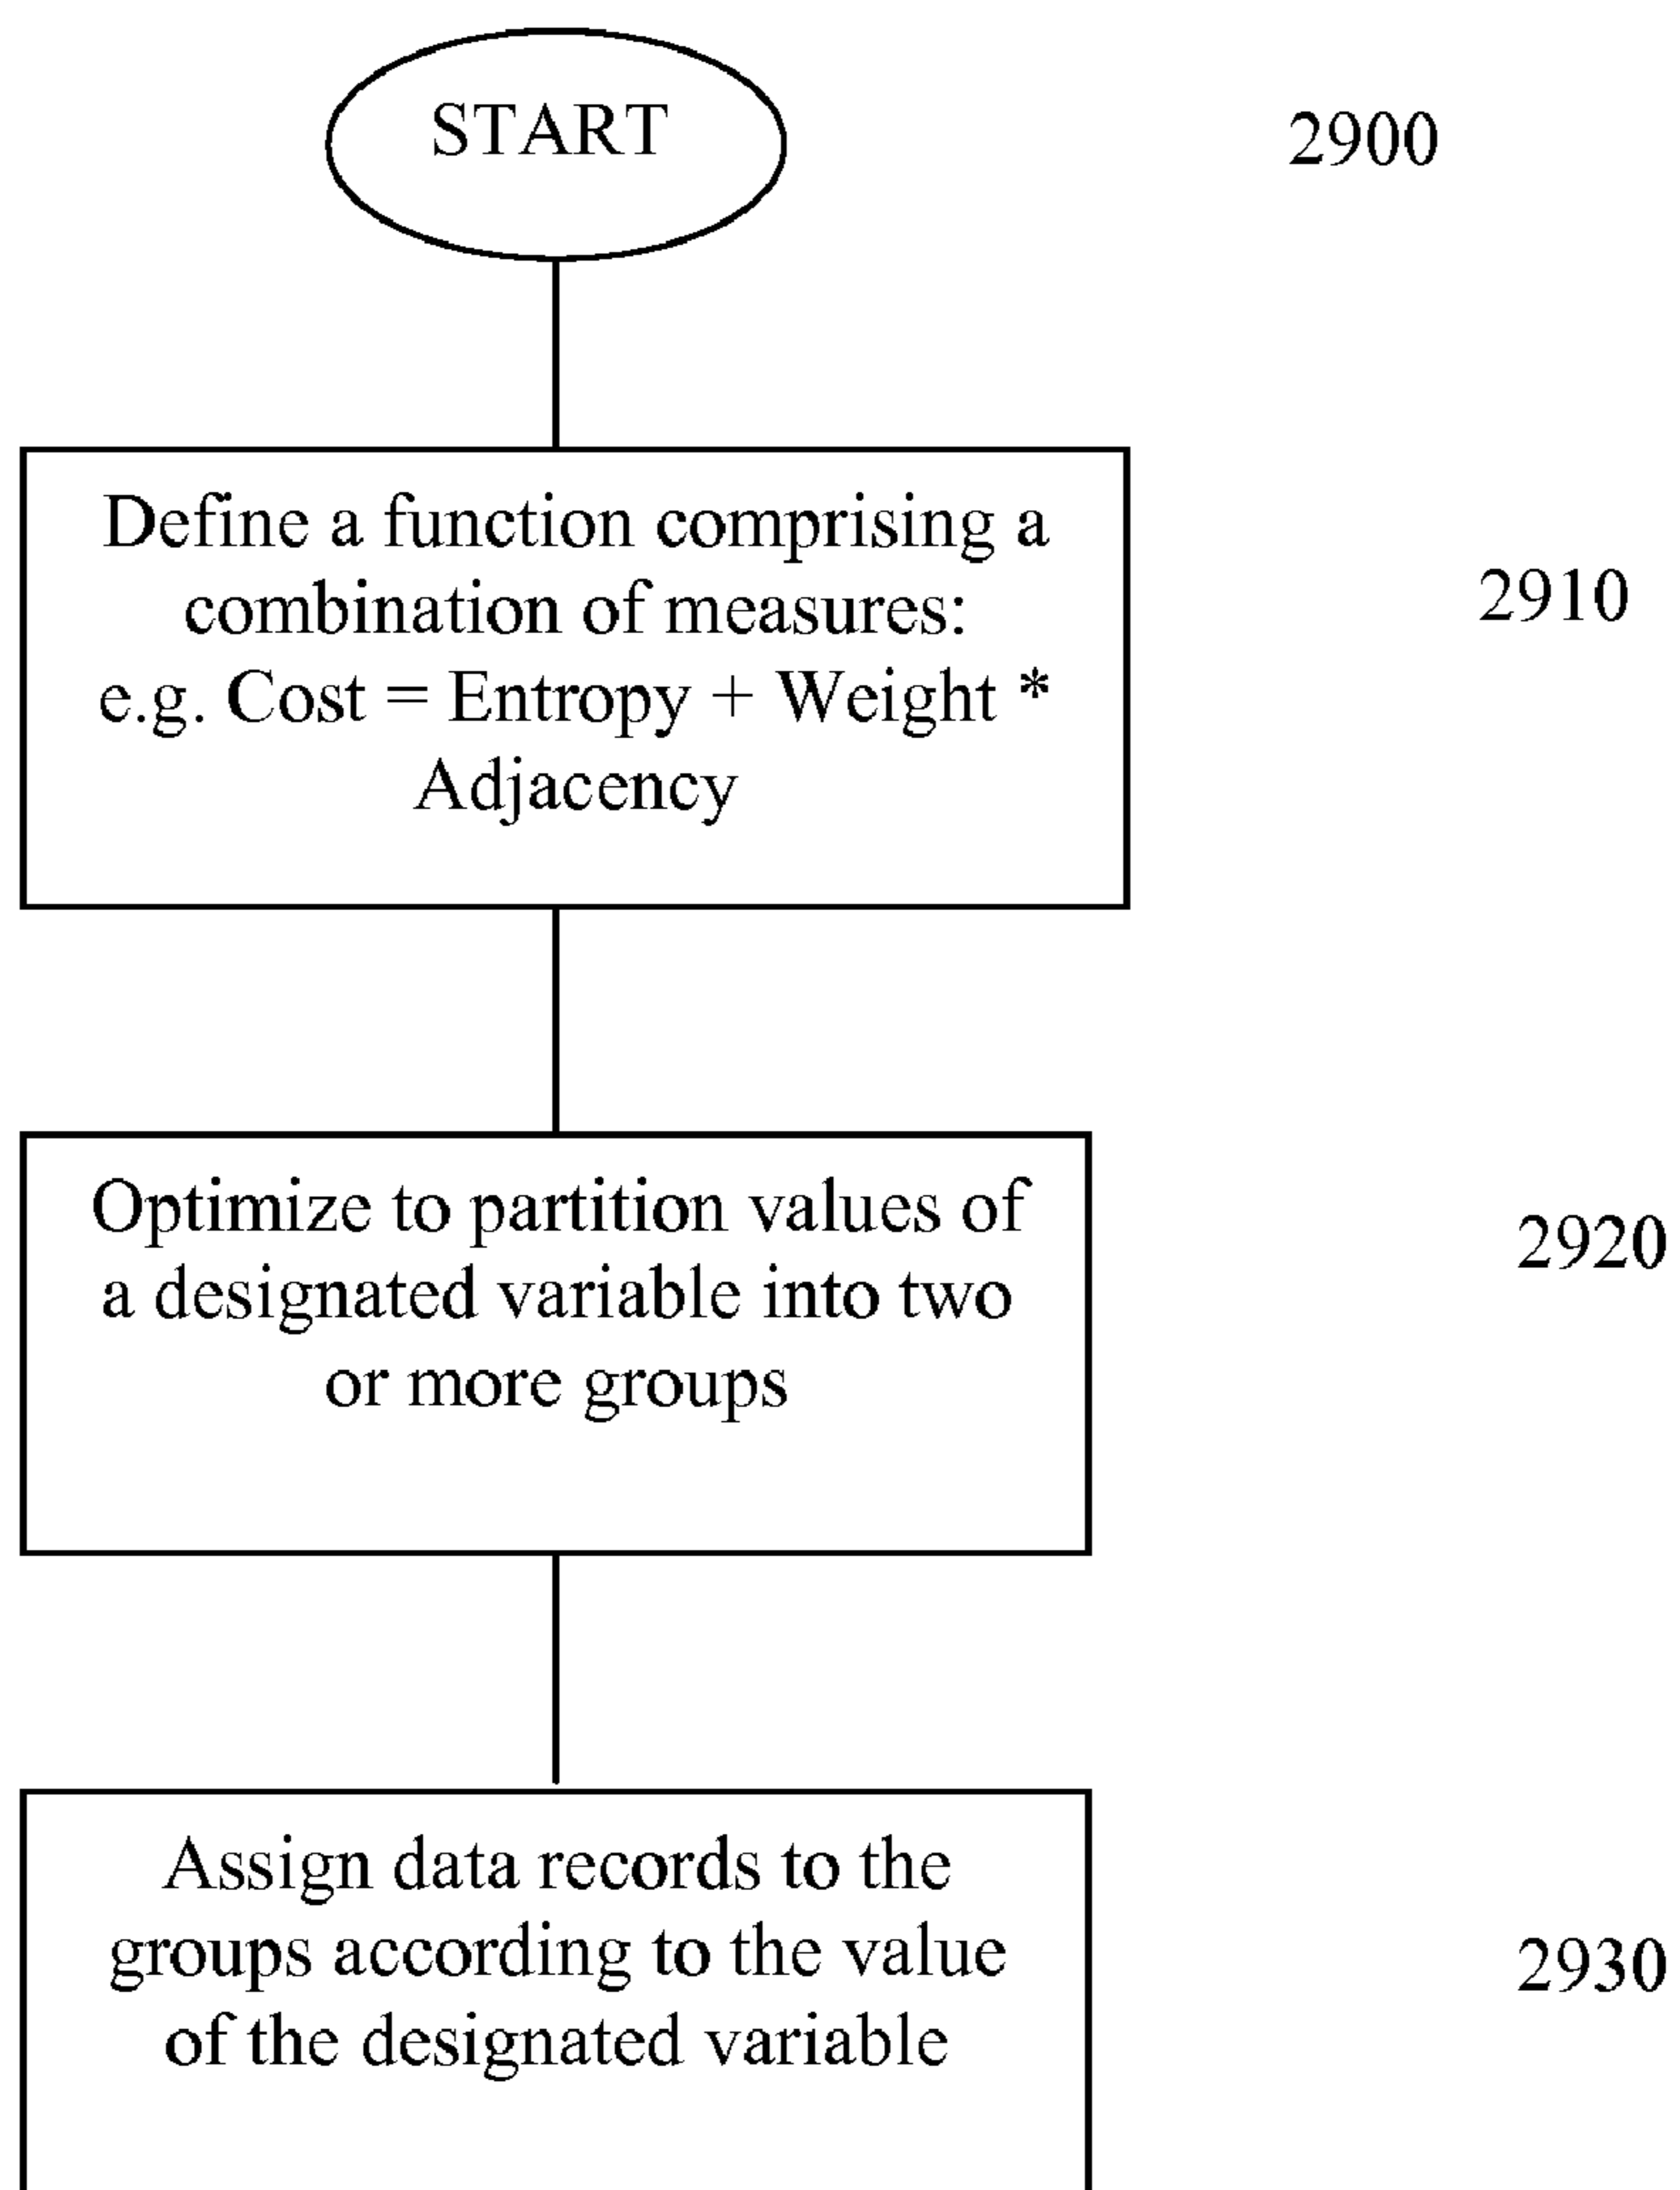 START
2900
Define a function comprising a
combination of measures:
e.g. Cost = Entropy + Weight *
Adjacency
2910
Optimize to partition values of
a designated variable into two
or more groups
2920
Assign data records to the
groups according to the value
of the designated variable
2930